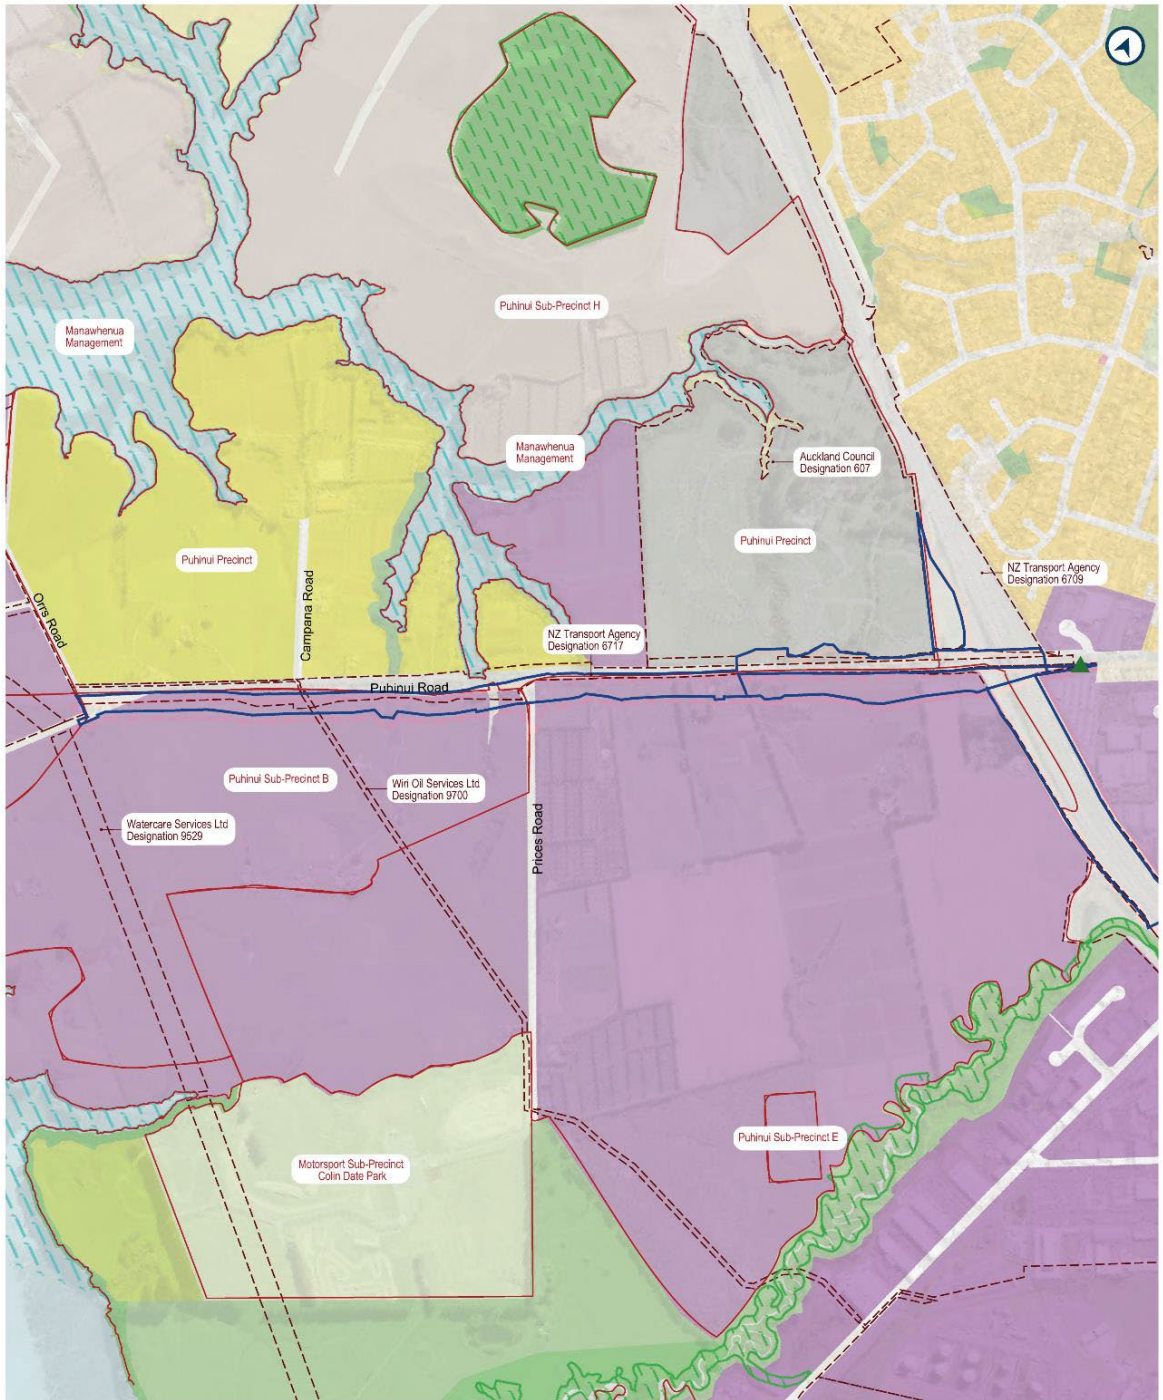 Puhinui Sub-Precinct H
Manawhenua
Management
Manawhenua
Management
Auckland Council
Designation 607
Puhinui Precinct
Puhinui Precinct
NZ Transport Agency
Designation 6709
Orrs Road
Campana Road
NZ Transport Agency
Designation 6717
Puhinui Road
Puhinui Sub-Precinct B
Wiri Oil Services Ltd
Designation 9700
Watercare Services Ltd
Designation 9529
Prices Road
Puhinui Sub-Precinct E
Motorsport Sub-Precinct
Colin Date Park